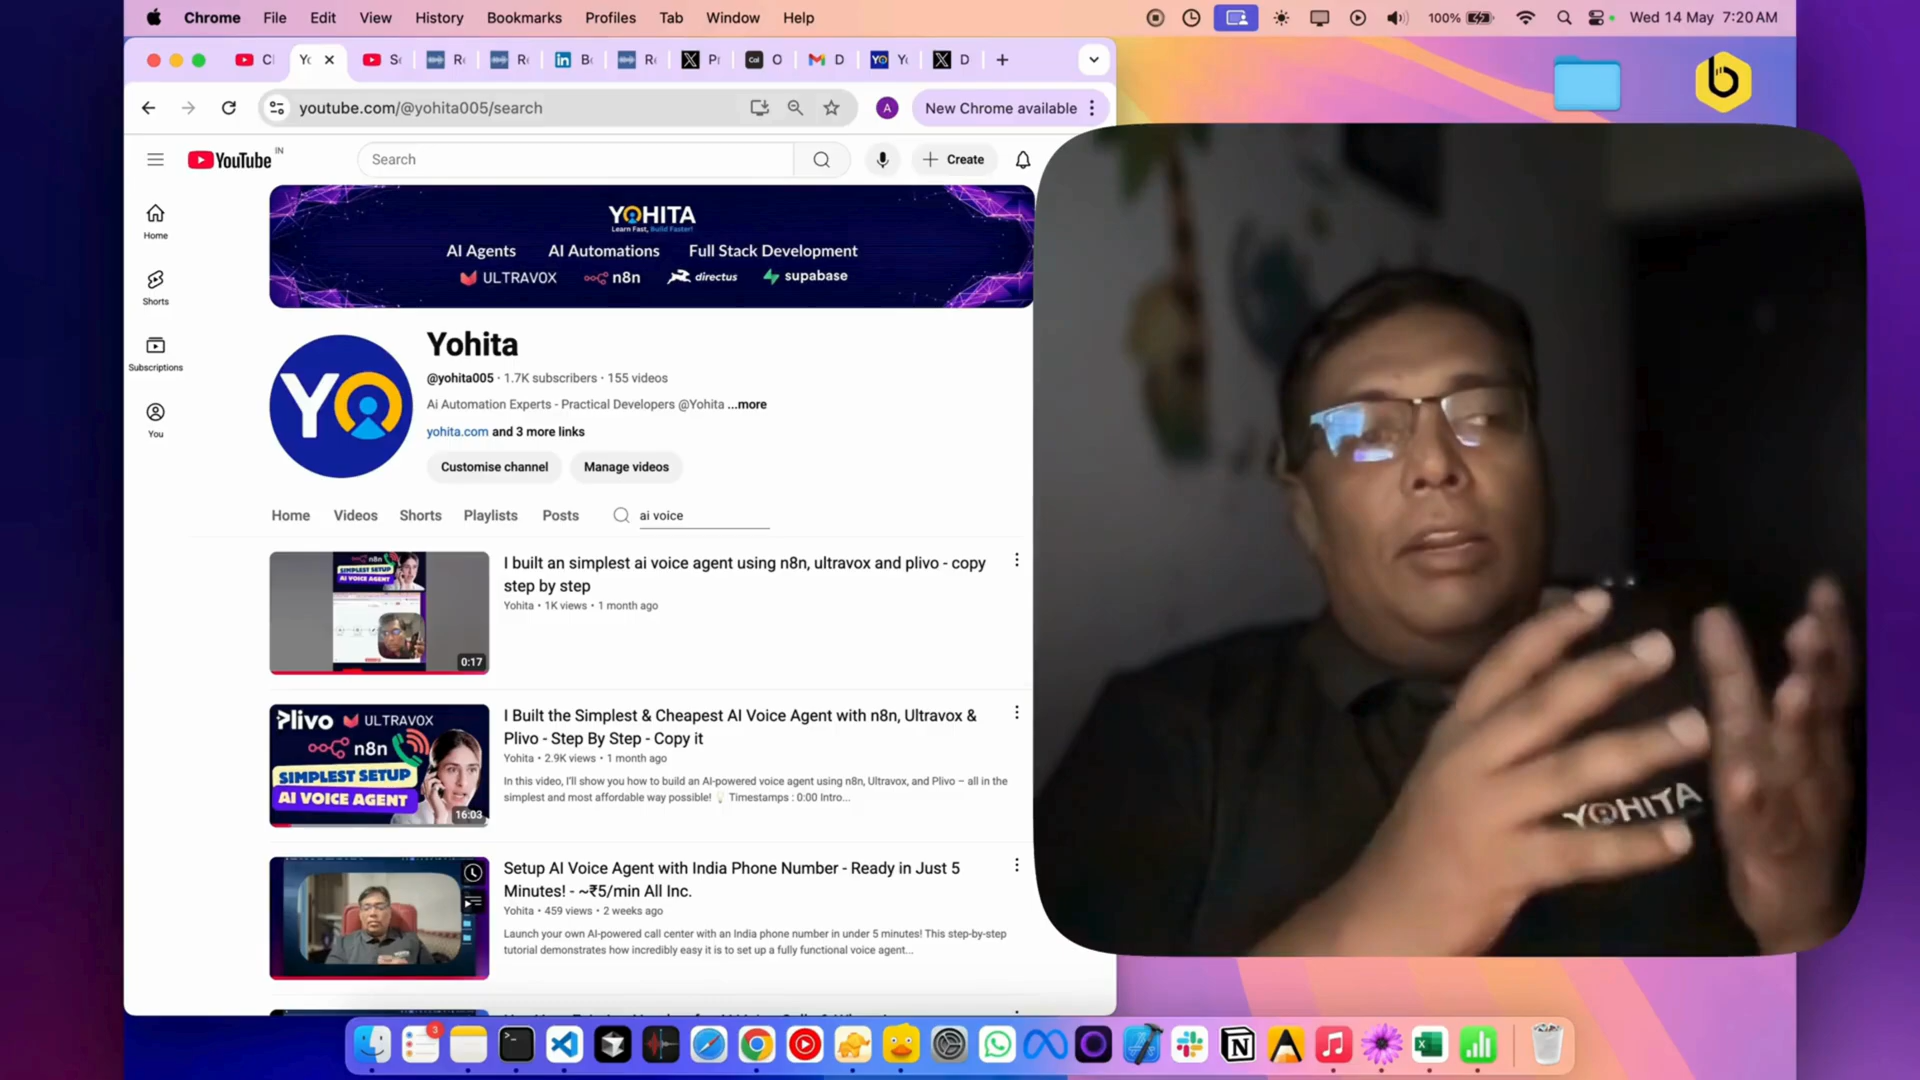 Chrome File Edit View History Bookmarks Profiles Tab Window Help
100% Wed 14 May 7:20 AM
youtube.com/@yohita005/search
A
New Chrome available
YouTube IN
Search
Create
Home
Shorts
Subscriptions
You
YOHITA
Learn Fast, Build Faster!
AI Agents AI Automations Full Stack Development
ULTRAVOX n8n directus supabase
YO
Yohita
@yohita005 · 1.7K subscribers · 155 videos
Ai Automation Experts - Practical Developers @Yohita ...more
yohita.com and 3 more links
Customise channel Manage videos
Home Videos Shorts Playlists Posts ai voice
I built an simplest ai voice agent using n8n, ultravox and plivo - copy
step by step
Yohita • 1K views • 1 month ago
n8n
SIMPLEST SETUP
AI VOICE AGENT
0:17
I Built the Simplest & Cheapest AI Voice Agent with n8n, Ultravox &
Plivo - Step By Step - Copy it
Yohita • 2.9K views • 1 month ago
In this video, I'll show you how to build an AI-powered voice agent using n8n, Ultravox, and Plivo – all in the
simplest and most affordable way possible! 💡 Timestamps : 0:00 Intro...
Plivo ULTRAVOX
n8n
SIMPLEST SETUP
AI VOICE AGENT
16:03
Setup AI Voice Agent with India Phone Number - Ready in Just 5
Minutes! - ~₹5/min All Inc.
Yohita • 459 views • 2 weeks ago
Launch your own AI-powered call center with an India phone number in under 5 minutes! This step-by-step
tutorial demonstrates how incredibly easy it is to set up a fully functional voice agent...
YOHITA
3